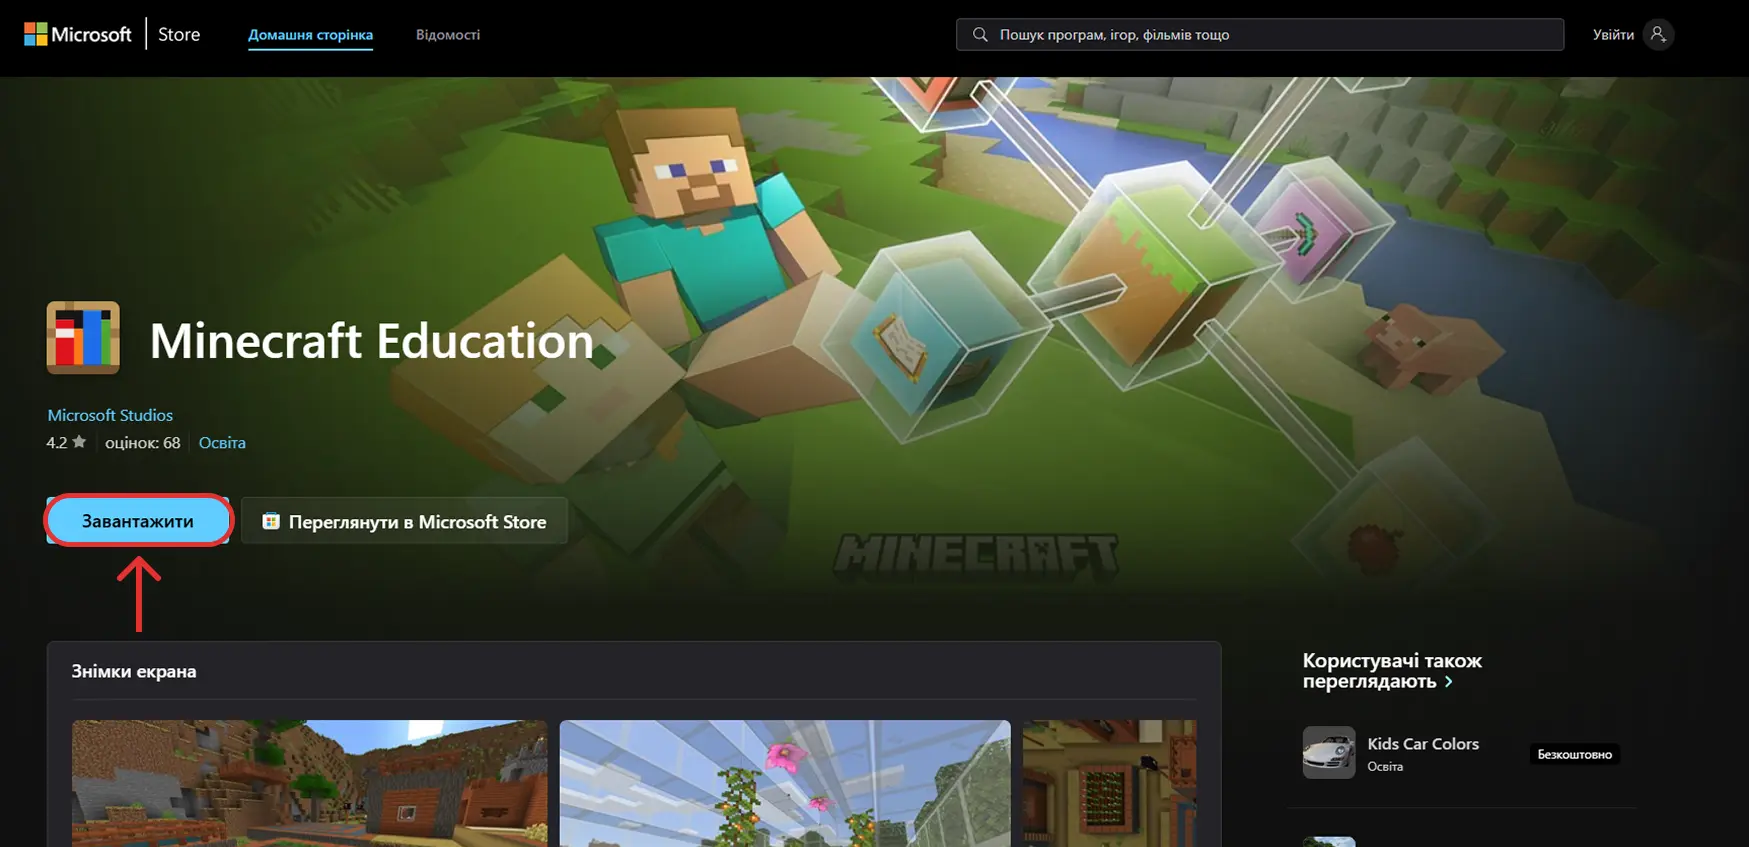 Microsoft Store Домашня сторінка Відомості Пошук програм, ігор, фільмів тощо Увійти
Minecraft Education
Microsoft Studios
4.2 оцінок: 68 Освіта
Завантажити Переглянути в Microsoft Store
MINECRAFT
Знімки екрана
Користувачі також
переглядають
Kids Car Colors
Освіта
Безкоштовно